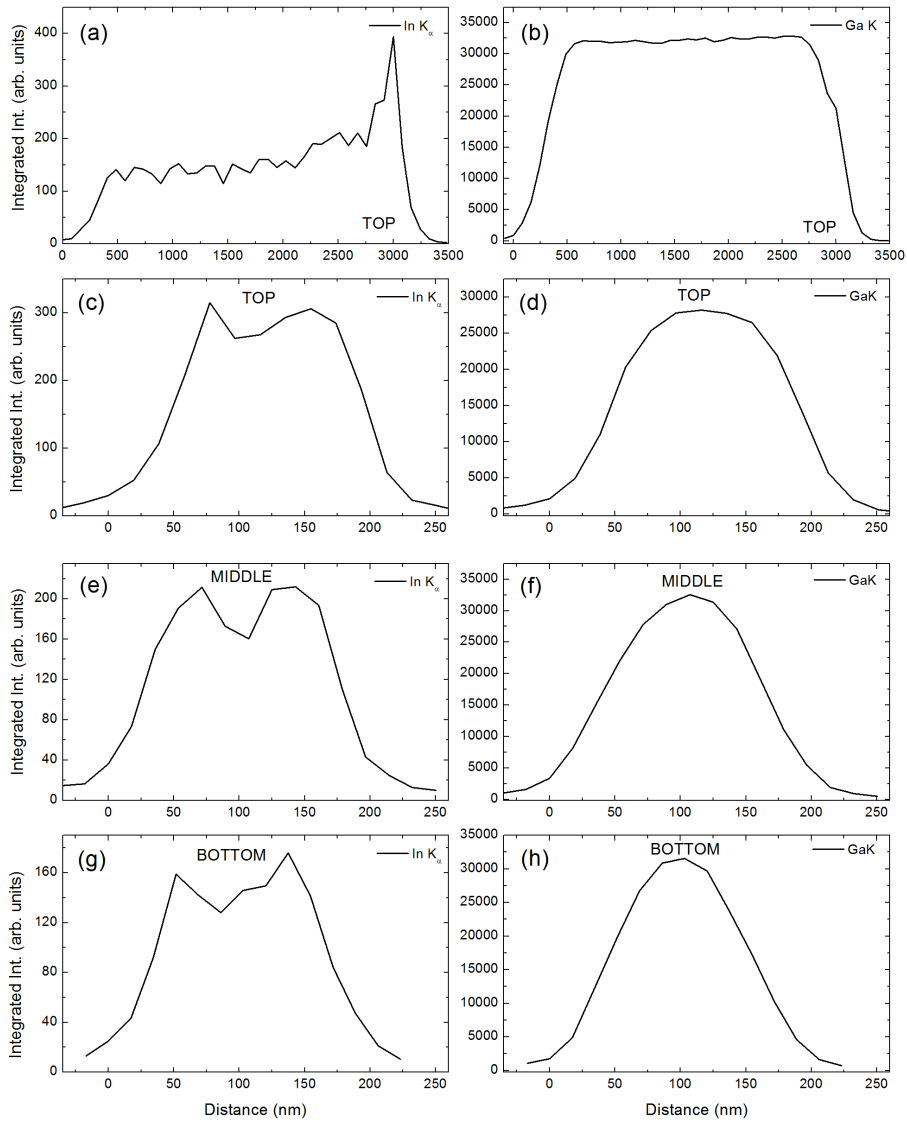 (a)
In Kα
TOP
Integrated Int. (arb. units)
400
300
200
100
0
0 500 1000 1500 2000 2500 3000 3500
(b)
Ga K
TOP
35000
30000
25000
20000
15000
10000
5000
0
0 500 1000 1500 2000 2500 3000 3500
(c)
TOP
In Kα
Integrated Int. (arb. units)
300
200
100
0
0 50 100 150 200 250
(d)
TOP
GaK
30000
25000
20000
15000
10000
5000
0
0 50 100 150 200 250
(e)
MIDDLE
In Kα
Integrated Int. (arb. units)
200
160
120
80
40
0
0 50 100 150 200 250
(f)
MIDDLE
GaK
35000
30000
25000
20000
15000
10000
5000
0
0 50 100 150 200 250
(g)
BOTTOM
In Kα
Integrated Int. (arb. units)
160
120
80
40
0
0 50 100 150 200 250
Distance (nm)
(h)
BOTTOM
GaK
35000
30000
25000
20000
15000
10000
5000
0
0 50 100 150 200 250
Distance (nm)